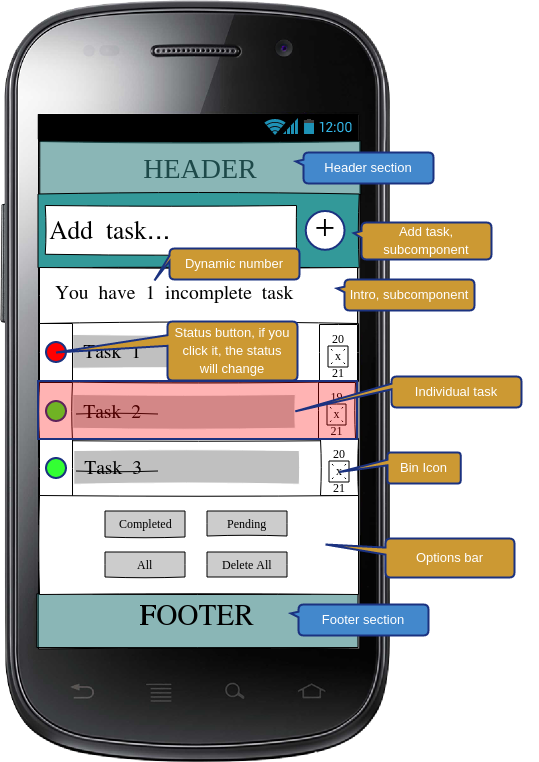 12:00
HEADER
Header section
Add task...
+
Add task,
subcomponent
Dynamic number
You have 1 incomplete task
Intro, subcomponent
Status button, if you
click it, the status
will change
Task 1
20
x
21
Individual task
Task 2
19
x
21
Task 3
20
x
21
Bin Icon
Completed
Pending
All
Delete All
Options bar
FOOTER
Footer section